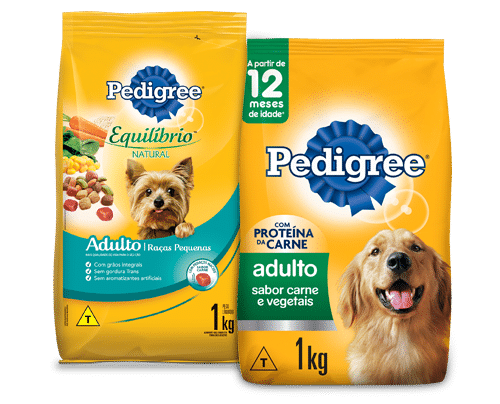 Pedigree
Equilíbrio
NATURAL
Adulto | Raças Pequenas
Com grãos integrais
Sem gordura Trans
Sem aromatizantes artificiais
T
1kg
A partir de
12
meses
de idade*
Pedigree
COM
PROTEÍNA
DA CARNE
adulto
sabor carne
e vegetais
T
1kg